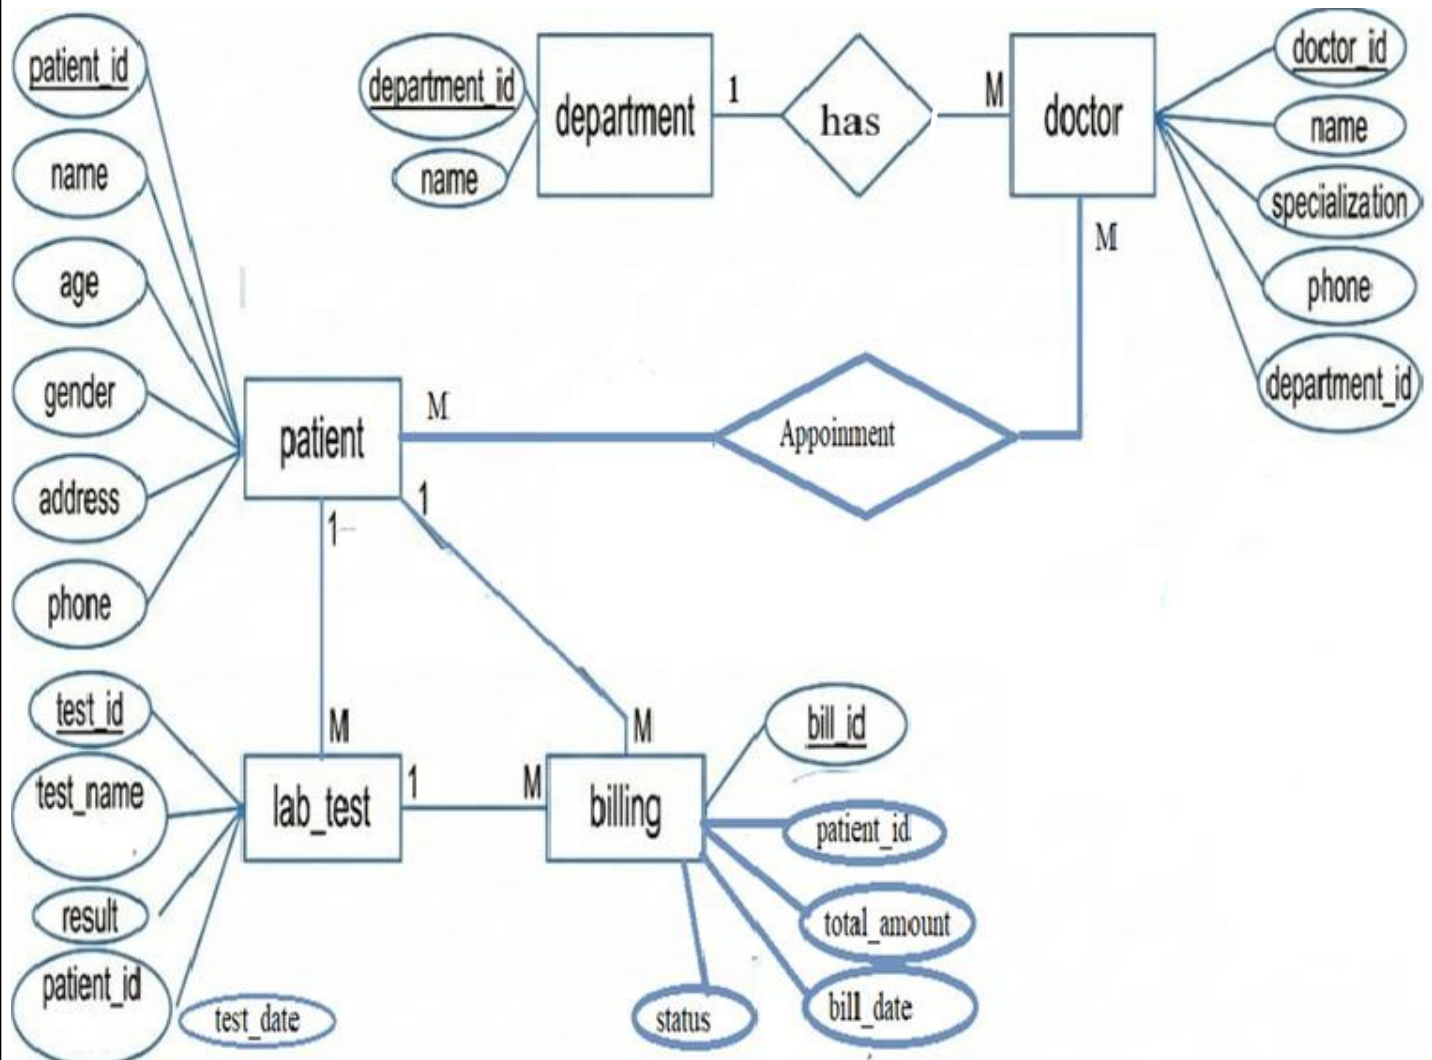 patient_id
name
age
gender
address
phone
department_id
name
department
1
has
M
doctor
doctor_id
name
specialization
phone
department_id
M
patient
M
Appoinment
1
1
M
M
test_id
test_name
result
patient_id
test_date
lab_test
1
M
billing
bill_id
patient_id
total_amount
bill_date
status